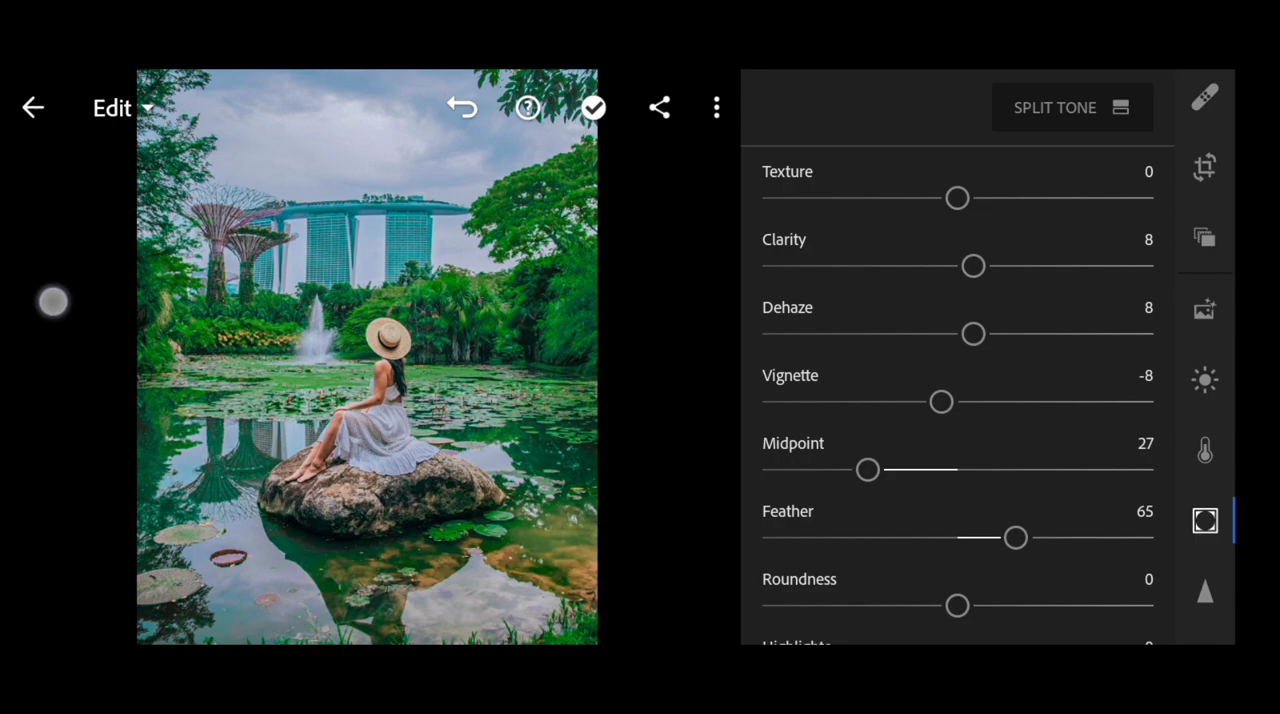 Edit
SPLIT TONE
Texture 0
Clarity 8
Dehaze 8
Vignette -8
Midpoint 27
Feather 65
Roundness 0